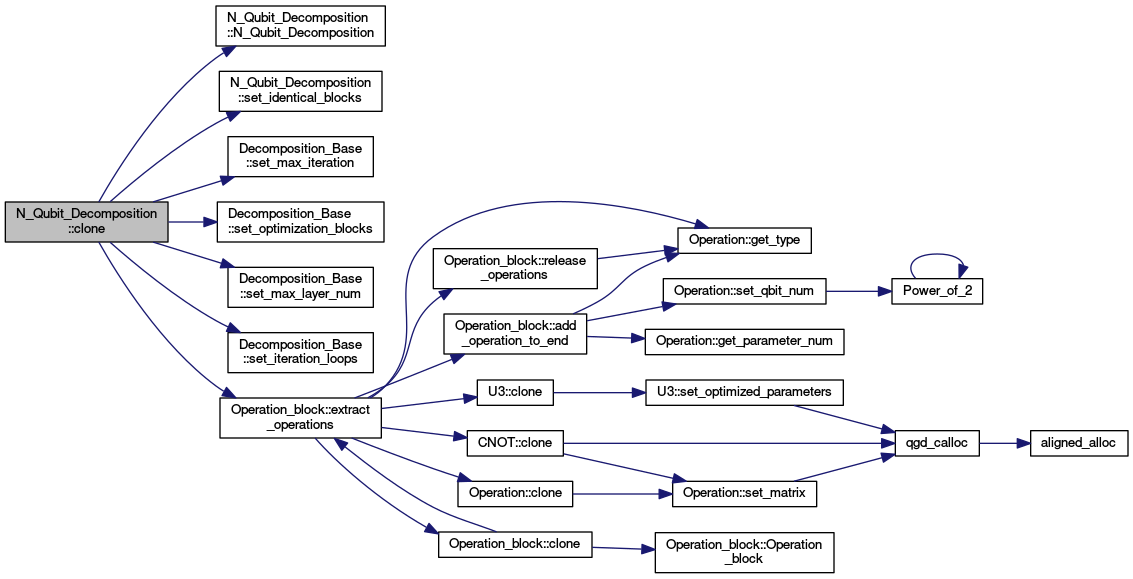 N_Qubit_Decomposition
::clone
N_Qubit_Decomposition
::N_Qubit_Decomposition
N_Qubit_Decomposition
::set_identical_blocks
Decomposition_Base
::set_max_iteration
Decomposition_Base
::set_optimization_blocks
Decomposition_Base
::set_max_layer_num
Decomposition_Base
::set_iteration_loops
Operation_block::extract
_operations
Operation_block::release
_operations
Operation_block::add
_operation_to_end
U3::clone
CNOT::clone
Operation::clone
Operation_block::clone
Operation::get_type
Operation::set_qbit_num
Operation::get_parameter_num
U3::set_optimized_parameters
Operation::set_matrix
Operation_block::Operation
_block
Power_of_2
qgd_calloc
aligned_alloc